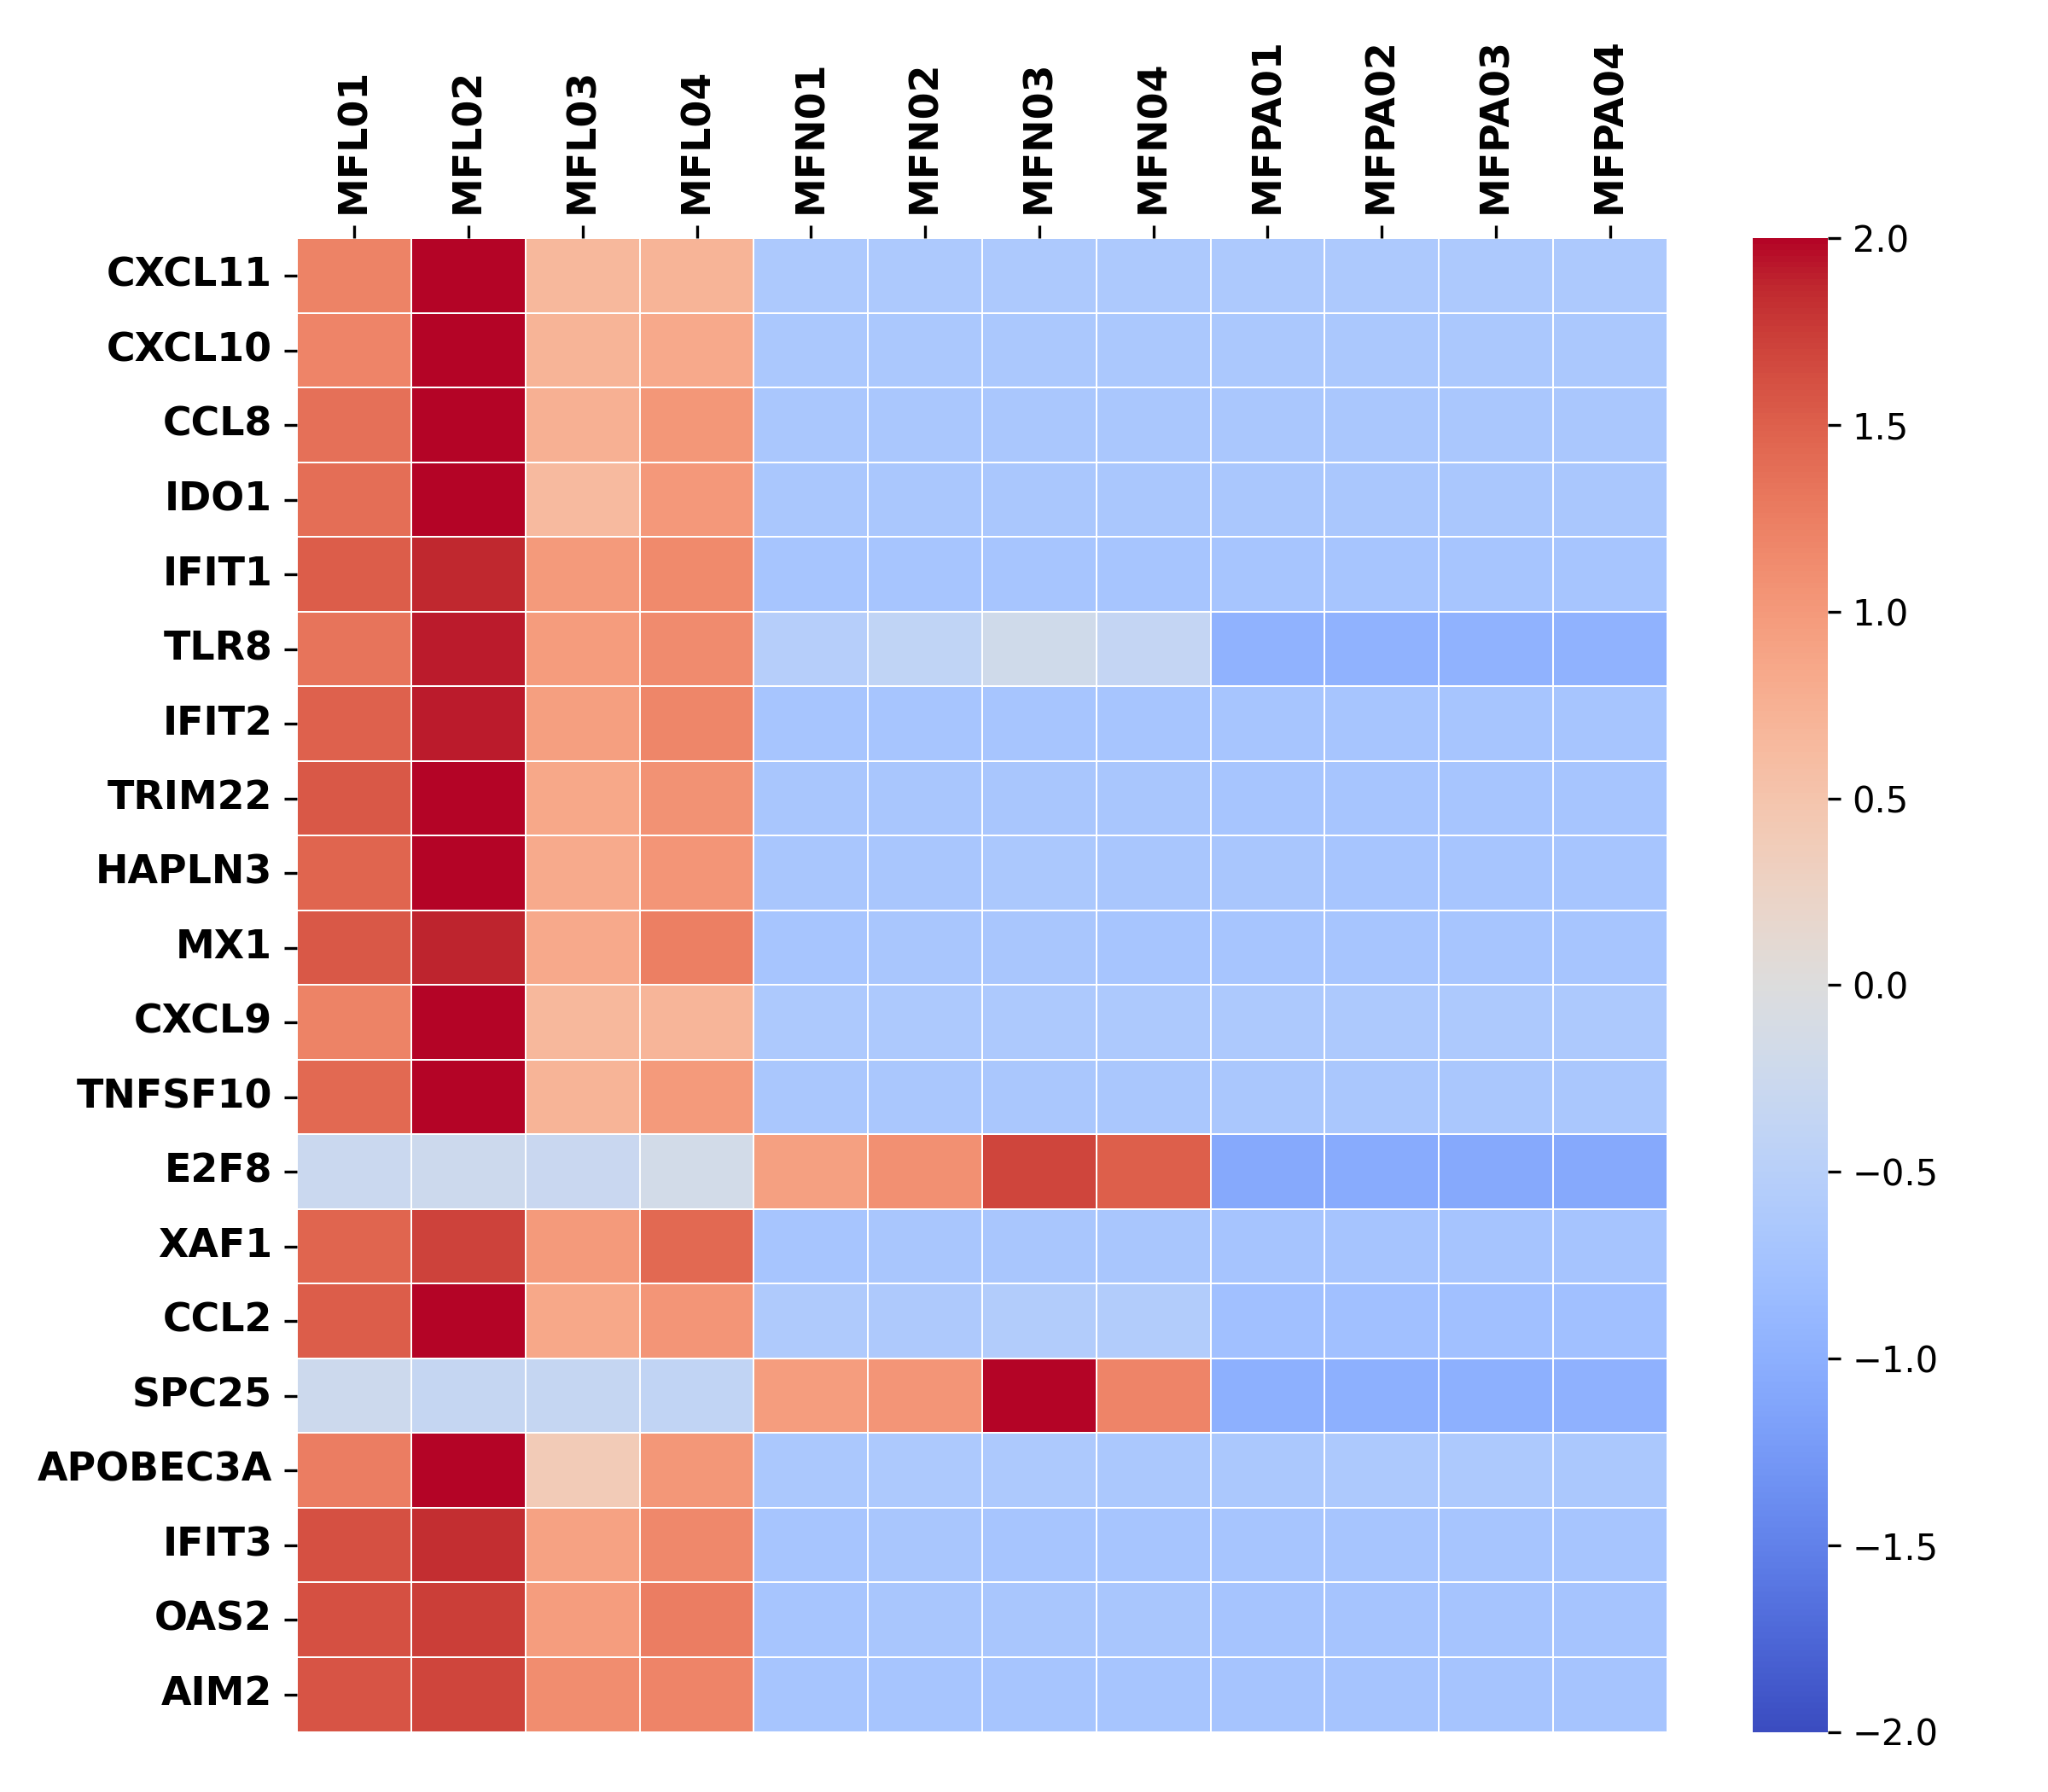 MFL01
MFL02
MFL03
MFL04
MFN01
MFN02
MFN03
MFN04
MFPA01
MFPA02
MFPA03
MFPA04
CXCL11
CXCL10
CCL8
IDO1
IFIT1
TLR8
IFIT2
TRIM22
HAPLN3
MX1
CXCL9
TNFSF10
E2F8
XAF1
CCL2
SPC25
APOBEC3A
IFIT3
OAS2
AIM2
2.0
1.5
1.0
0.5
0.0
−0.5
−1.0
−1.5
−2.0